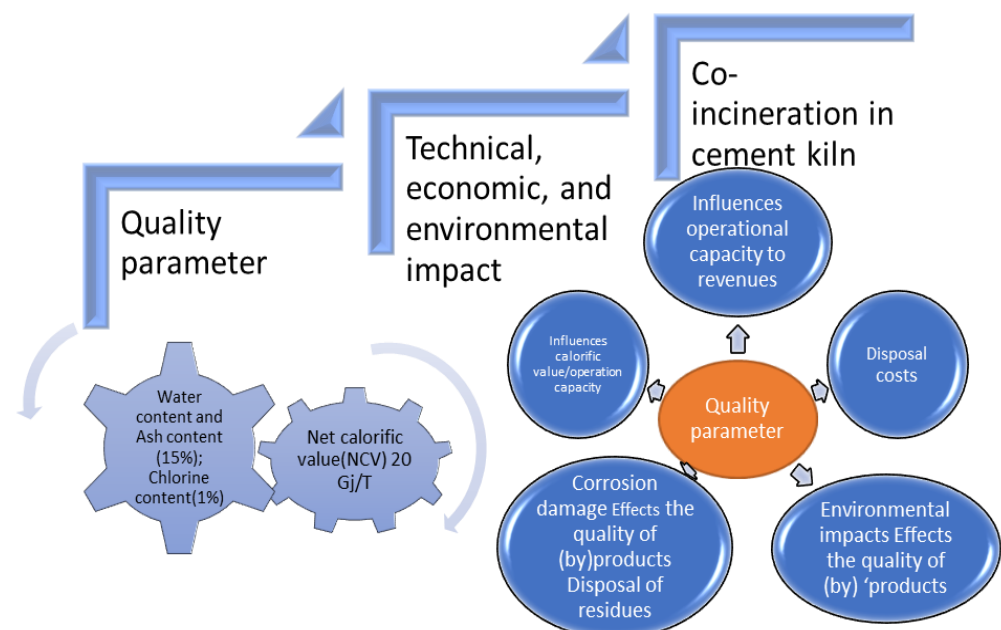 Quality
parameter
Technical,
economic, and
environmental
impact
Co-
incineration in
cement kiln
Water
content and
Ash content
(15%);
Chlorine
content(1%)
Net calorific
value(NCV) 20
Gj/T
Influences
operational
capacity to
revenues
Influences
calorific
value/operation
capacity
Disposal
costs
Quality
parameter
Corrosion
damage Effects the
quality of
(by)products
Disposal of
residues
Environmental
impacts Effects
the quality of
(by) ‘products